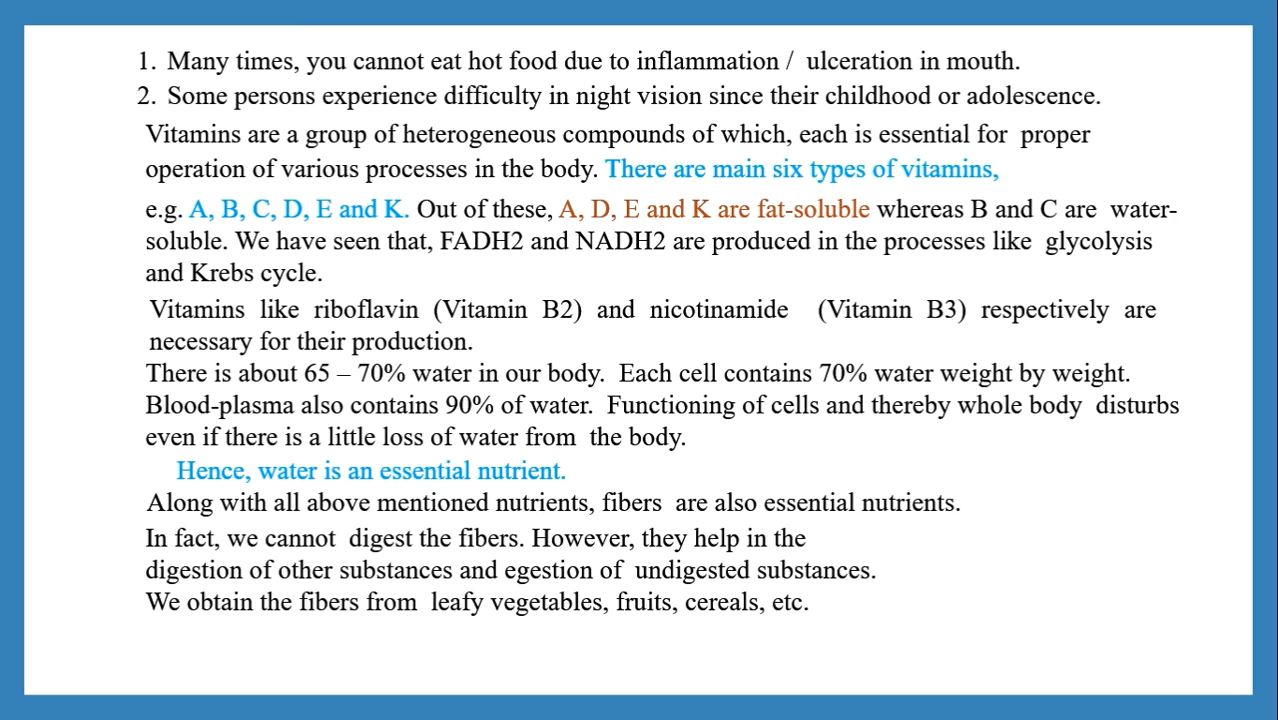 1. Many times, you cannot eat hot food due to inflammation / ulceration in mouth.
2. Some persons experience difficulty in night vision since their childhood or adolescence.
Vitamins are a group of heterogeneous compounds of which, each is essential for proper
operation of various processes in the body. There are main six types of vitamins,
e.g. A, B, C, D, E and K. Out of these, A, D, E and K are fat-soluble whereas B and C are water-
soluble. We have seen that, FADH2 and NADH2 are produced in the processes like glycolysis
and Krebs cycle.
Vitamins like riboflavin (Vitamin B2) and nicotinamide (Vitamin B3) respectively are
necessary for their production.
There is about 65 – 70% water in our body. Each cell contains 70% water weight by weight.
Blood-plasma also contains 90% of water. Functioning of cells and thereby whole body disturbs
even if there is a little loss of water from the body.
Hence, water is an essential nutrient.
Along with all above mentioned nutrients, fibers are also essential nutrients.
In fact, we cannot digest the fibers. However, they help in the
digestion of other substances and egestion of undigested substances.
We obtain the fibers from leafy vegetables, fruits, cereals, etc.